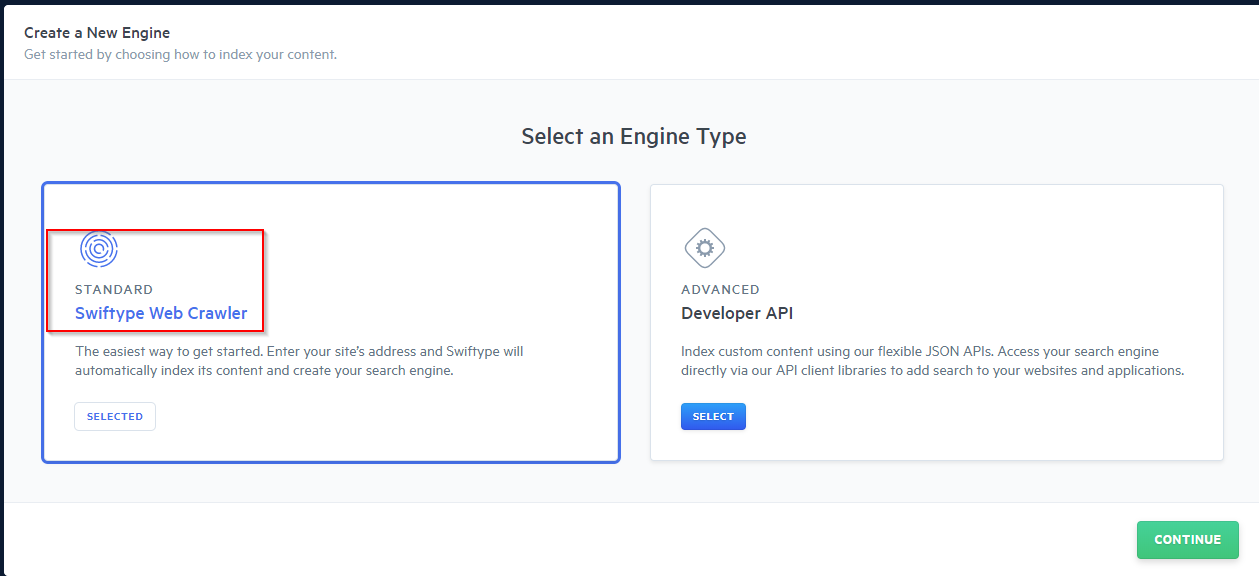 Create a New Engine
Get started by choosing how to index your content.
Select an Engine Type
STANDARD
Swiftype Web Crawler
The easiest way to get started. Enter your site's address and Swiftype will
automatically index its content and create your search engine.
SELECTED
ADVANCED
Developer API
Index custom content using our flexible JSON APIs. Access your search engine
directly via our API client libraries to add search to your websites and applications.
SELECT
CONTINUE